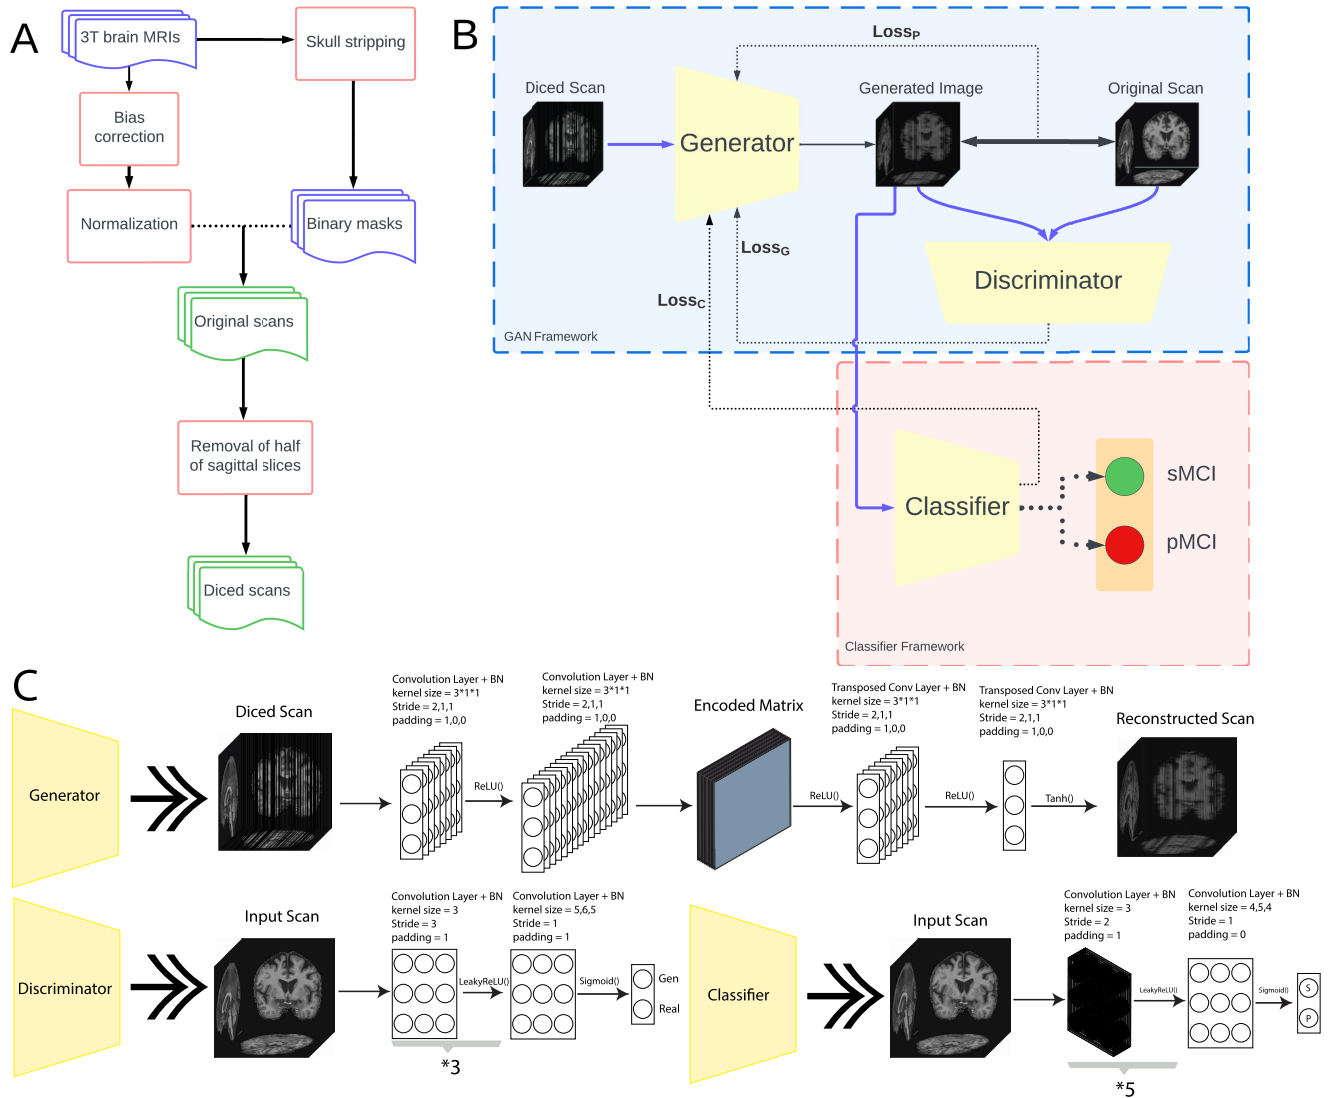 A
3T brain MRIs
Skull stripping
Bias
correction
Normalization
Binary masks
Original scans
Removal of half
of sagittal slices
Diced scans
B
LossP
Diced Scan
Generated Image
Original Scan
Generator
LossG
Discriminator
LossC
GAN Framework
Classifier
sMCI
pMCI
Classifier Framework
C
Generator
Diced Scan
Convolution Layer + BN
kernel size = 3*1*1
Stride = 2,1,1
padding = 1,0,0
ReLU()
Convolution Layer + BN
kernel size = 3*1*1
Stride = 2,1,1
padding = 1,0,0
Encoded Matrix
ReLU()
Transposed Conv Layer + BN
kernel size = 3*1*1
Stride = 2,1,1
padding = 1,0,0
ReLU()
Transposed Conv Layer + BN
kernel size = 3*1*1
Stride = 2,1,1
padding = 1,0,0
Tanh()
Reconstructed Scan
Discriminator
Input Scan
Convolution Layer + BN
kernel size = 3
Stride = 3
padding = 1
LeakyReLU()
*3
Convolution Layer + BN
kernel size = 5,6,5
Stride = 1
padding = 1
Sigmoid()
Gen
Real
Classifier
Input Scan
Convolution Layer + BN
kernel size = 3
Stride = 2
padding = 1
LeakyReLU()
*5
Convolution Layer + BN
kernel size = 4,5,4
Stride = 1
padding = 0
Sigmoid()
S
P